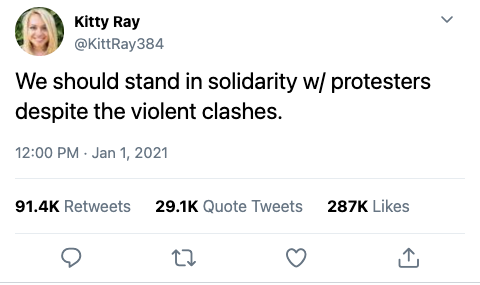 Kitty Ray
@KittRay384
We should stand in solidarity w/ protesters
despite the violent clashes.
12:00 PM · Jan 1, 2021
91.4K Retweets 29.1K Quote Tweets 287K Likes